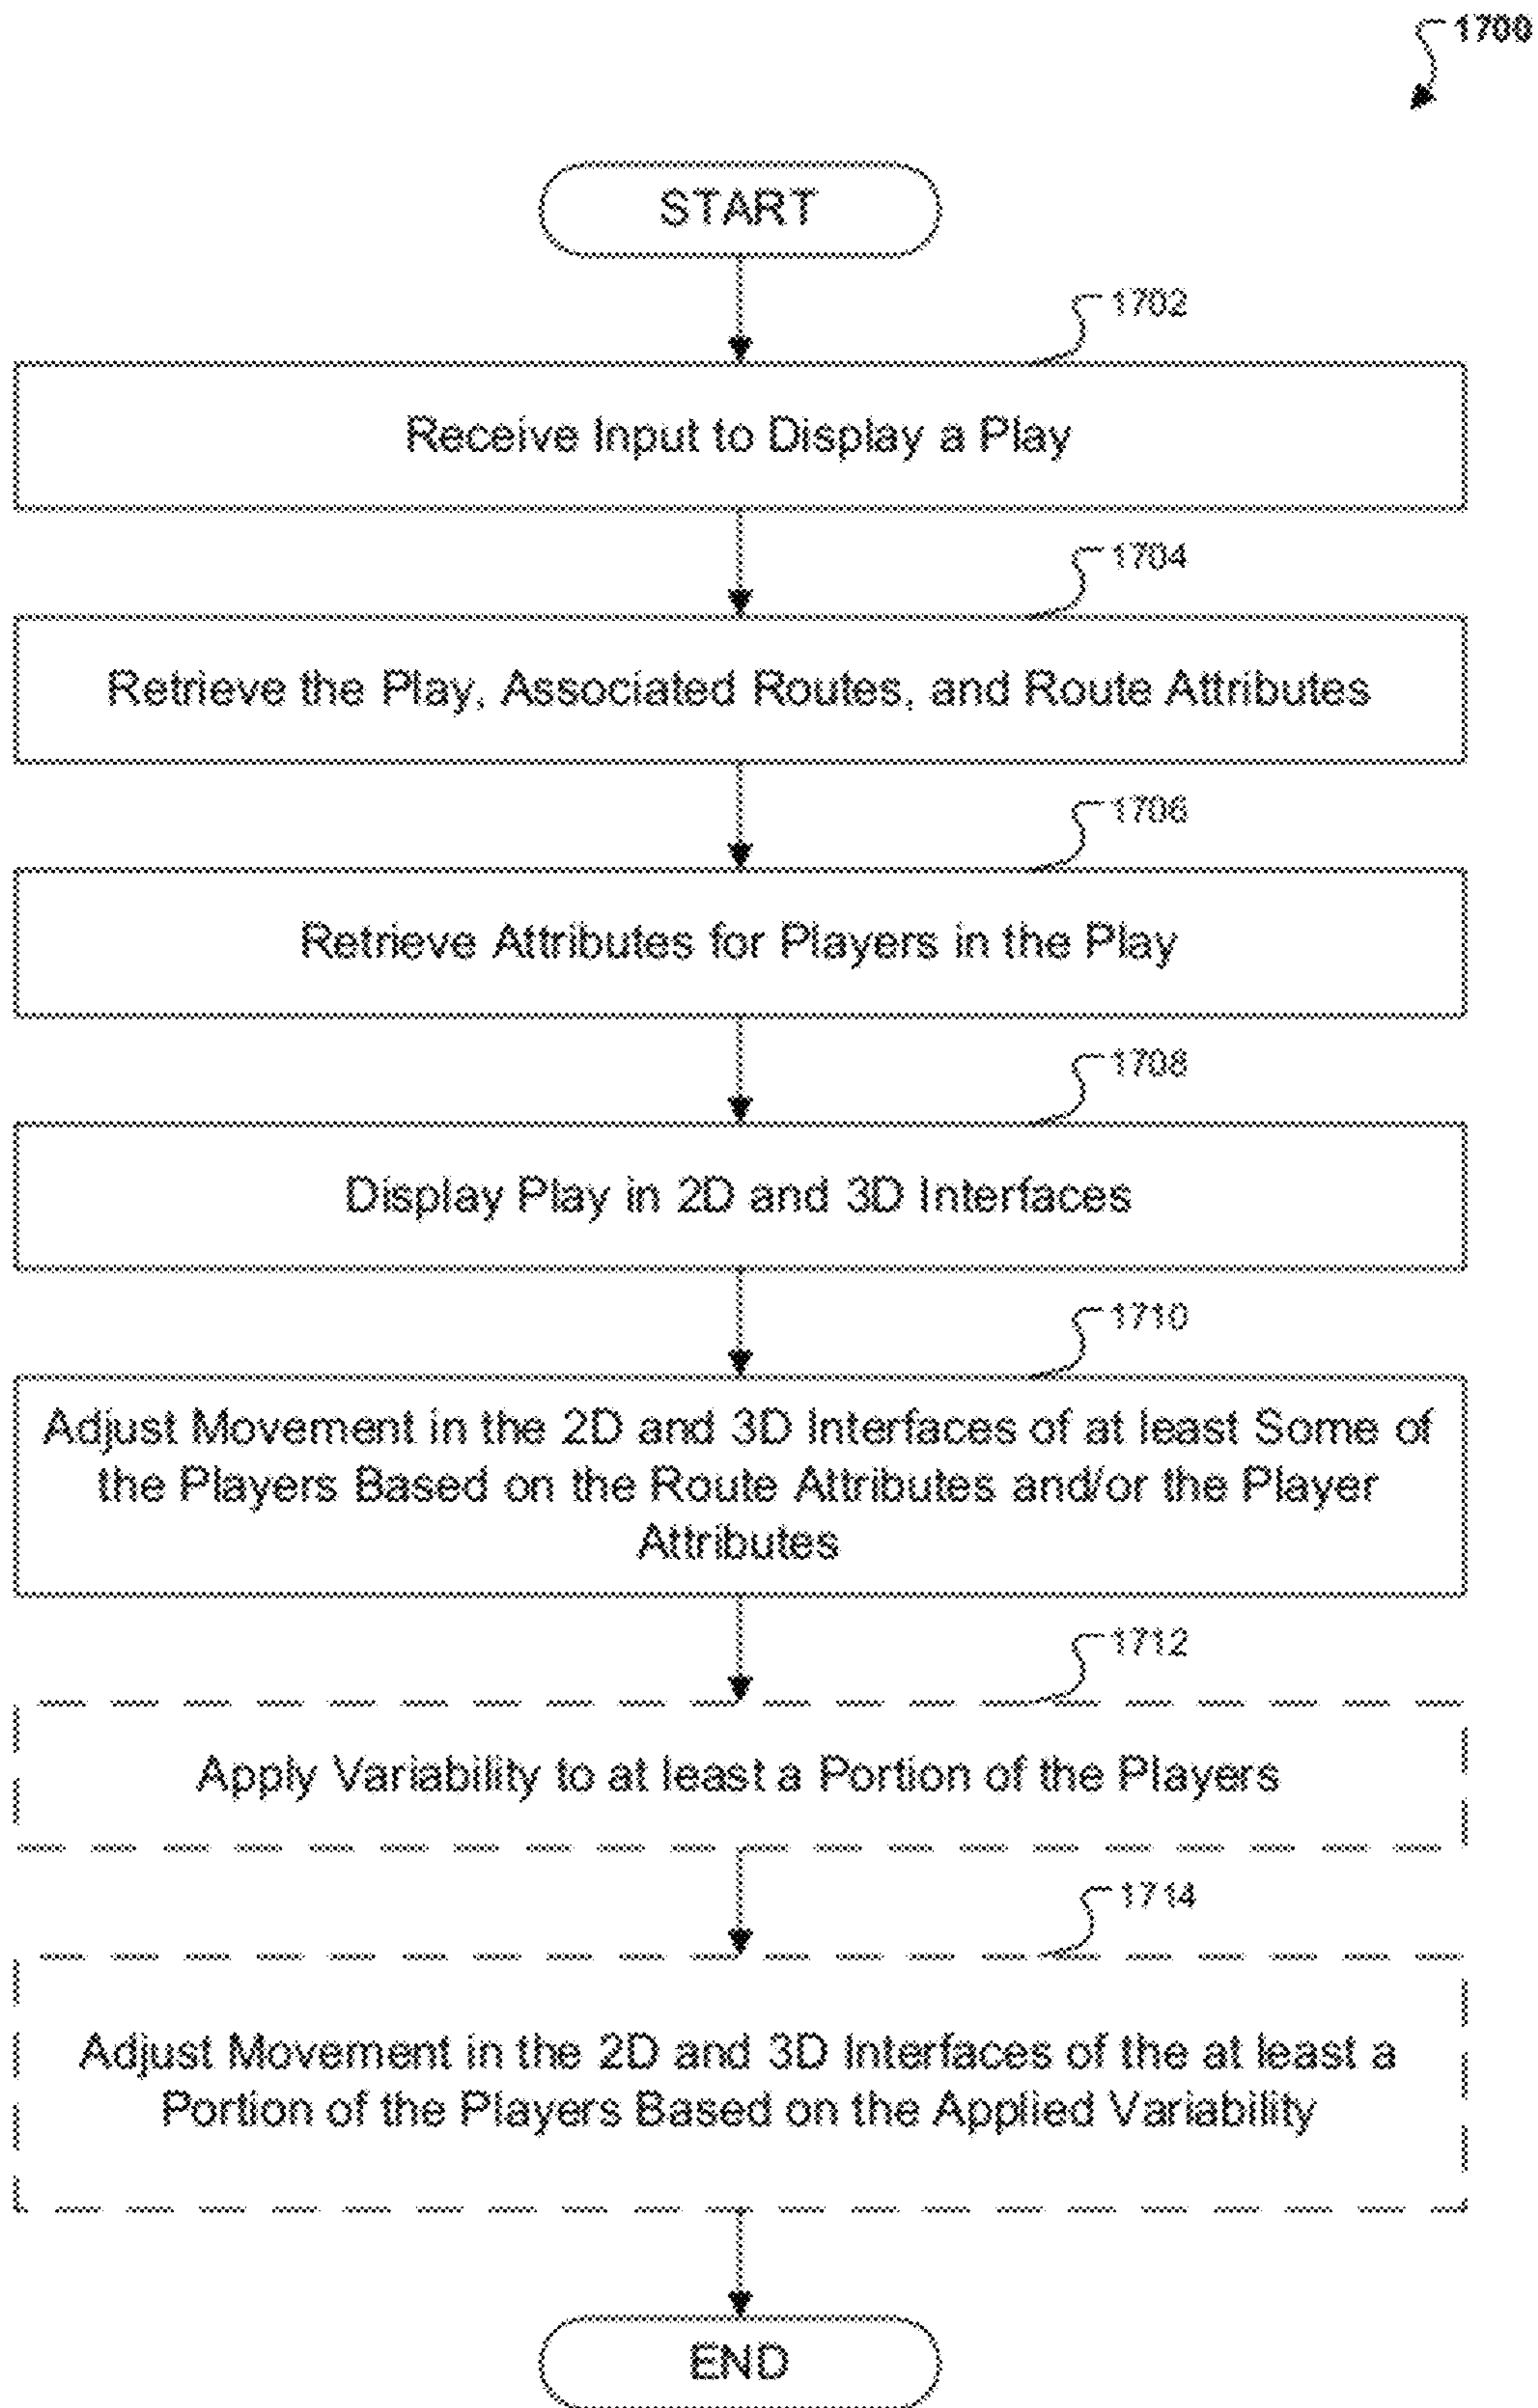 1700
START
1702
Receive Input to Display a Play
1704
Retrieve the Play, Associated Routes, and Route Attributes
1706
Retrieve Attributes for Players in the Play
1708
Display Play in 2D and 3D Interfaces
1710
Adjust Movement in the 2D and 3D Interfaces of at least Some of
the Players Based on the Route Attributes and/or the Player
Attributes
1712
Apply Variability to at least a Portion of the Players
1714
Adjust Movement in the 2D and 3D Interfaces of the at least a
Portion of the Players Based on the Applied Variability
END